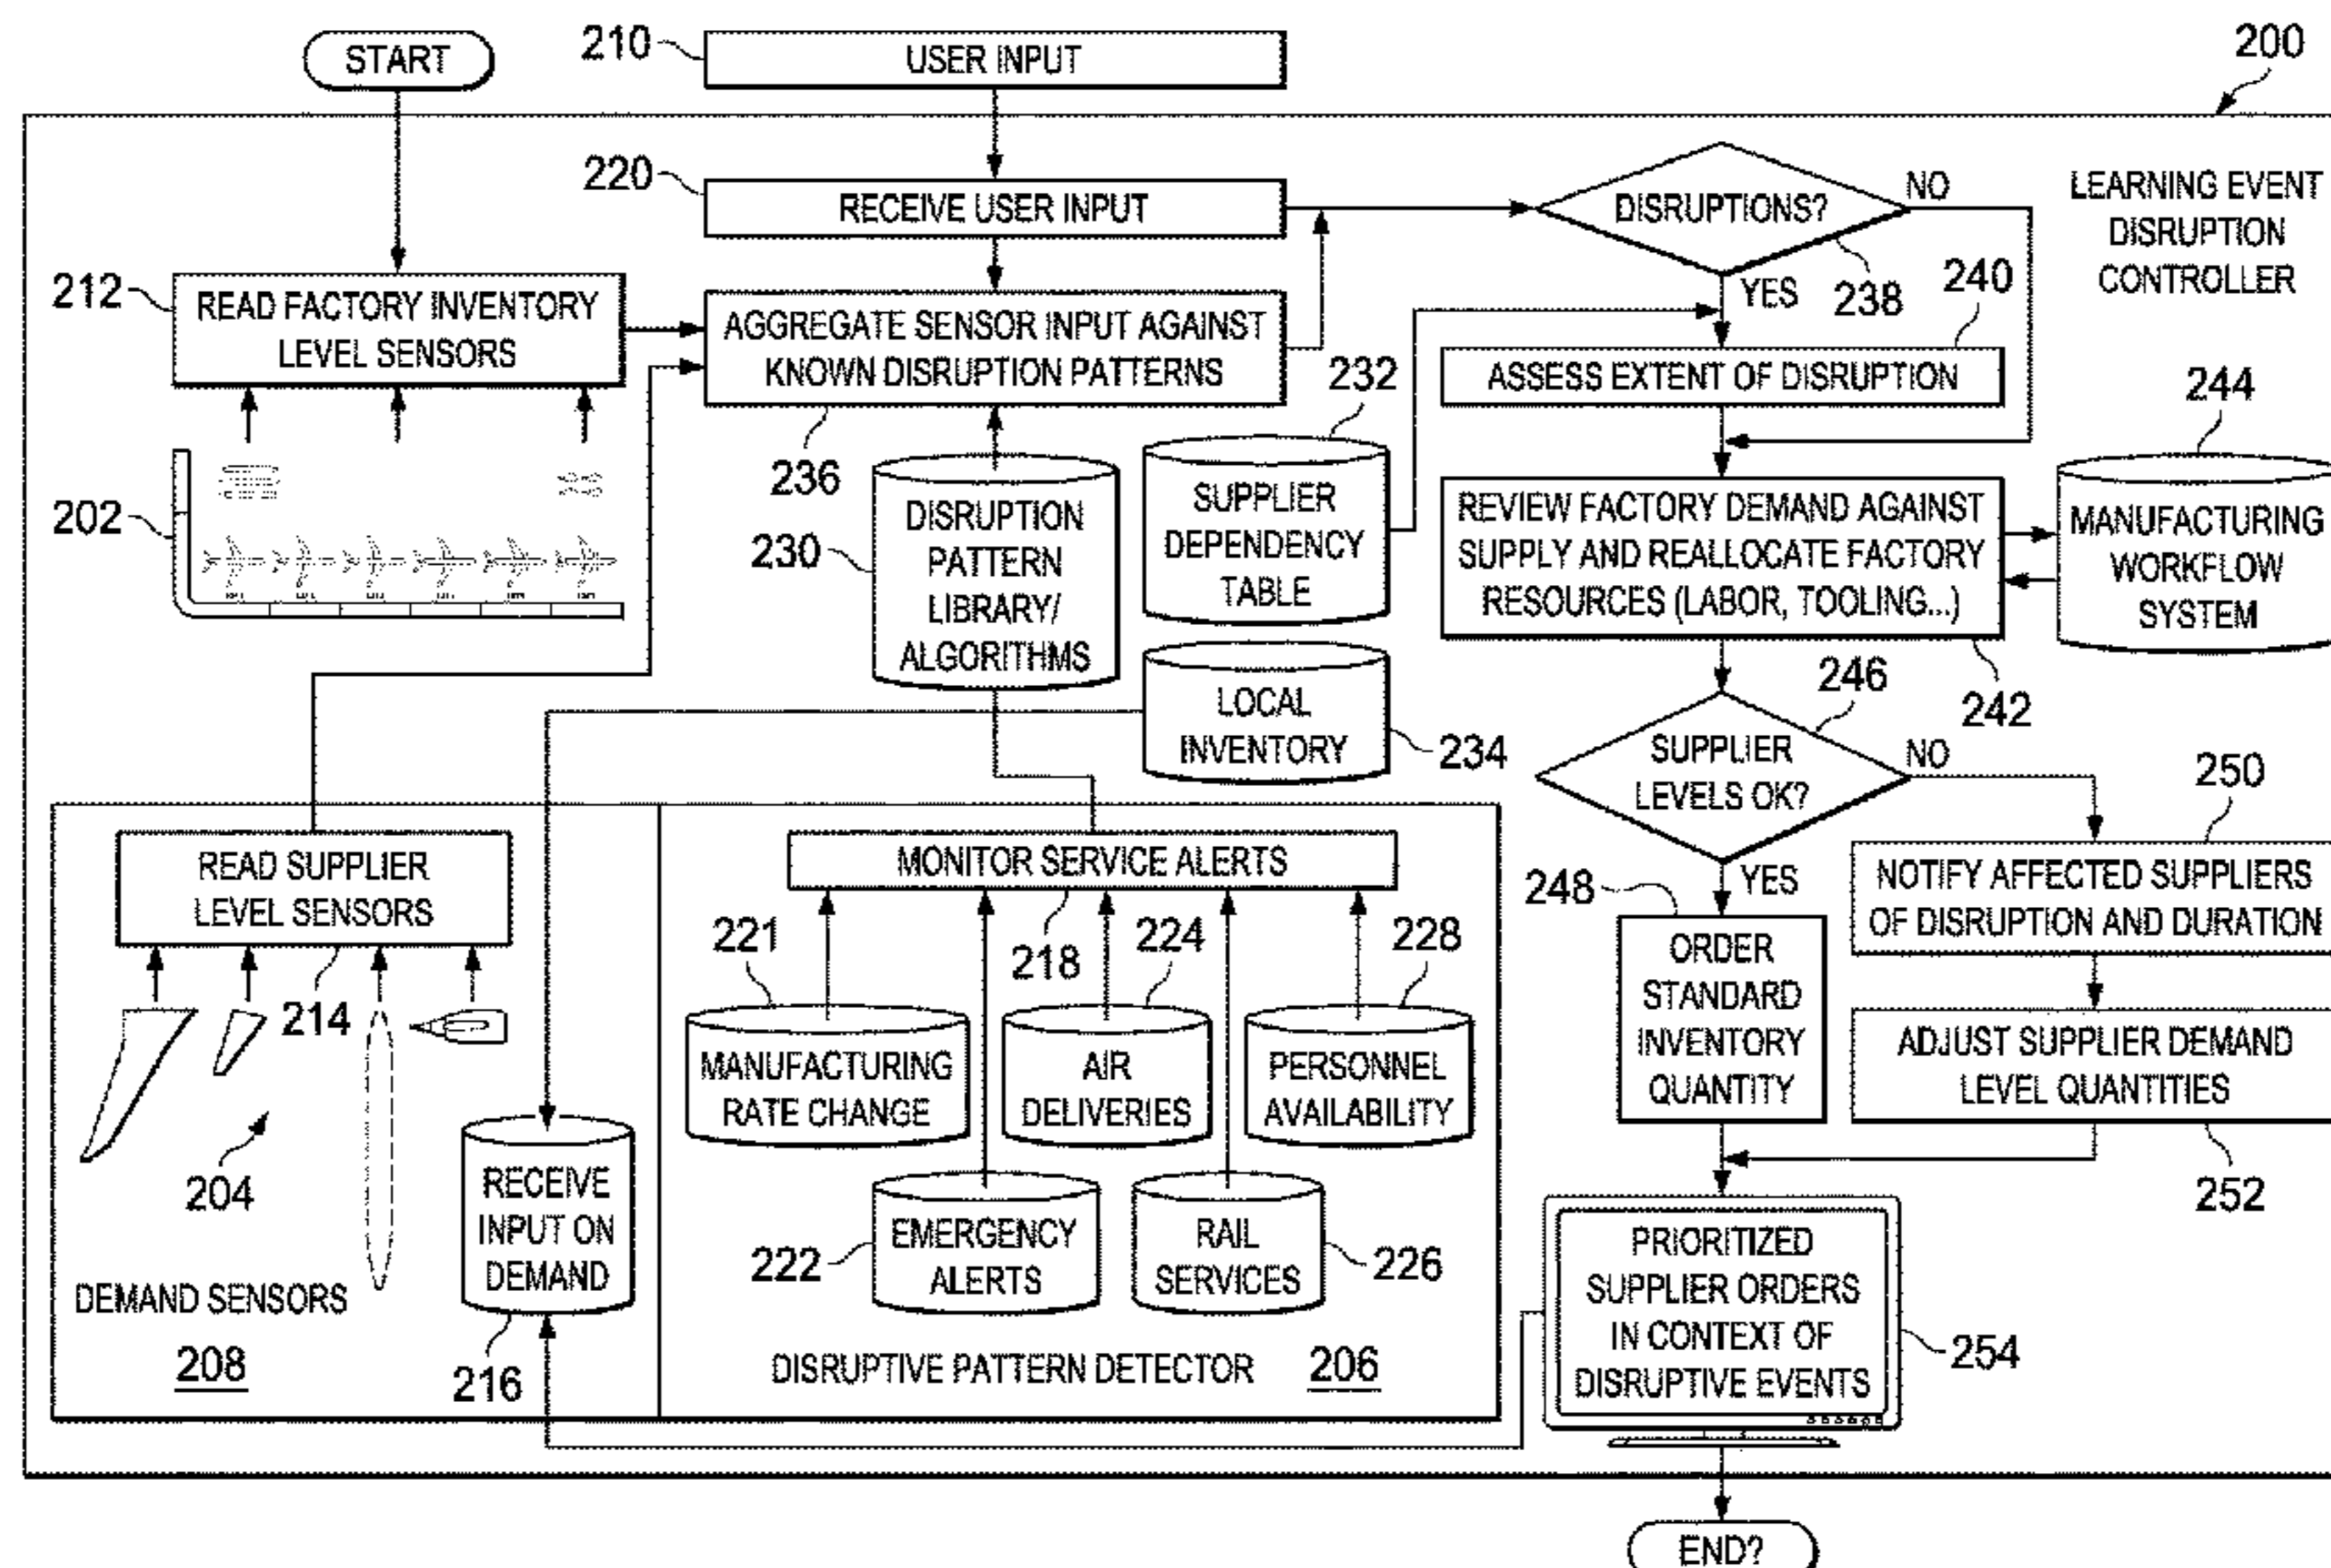 START
210
USER INPUT
200
220
RECEIVE USER INPUT
DISRUPTIONS?
NO
YES
238
LEARNING EVENT
DISRUPTION
CONTROLLER
212
READ FACTORY INVENTORY
LEVEL SENSORS
AGGREGATE SENSOR INPUT AGAINST
KNOWN DISRUPTION PATTERNS
236
240
ASSESS EXTENT OF DISRUPTION
202
230
DISRUPTION
PATTERN
LIBRARY/
ALGORITHMS
232
SUPPLIER
DEPENDENCY
TABLE
REVIEW FACTORY DEMAND AGAINST
SUPPLY AND REALLOCATE FACTORY
RESOURCES (LABOR, TOOLING...)
242
244
MANUFACTURING
WORKFLOW
SYSTEM
LOCAL
INVENTORY
234
246
SUPPLIER
LEVELS OK?
NO
YES
250
NOTIFY AFFECTED SUPPLIERS
OF DISRUPTION AND DURATION
248
ORDER
STANDARD
INVENTORY
QUANTITY
ADJUST SUPPLIER DEMAND
LEVEL QUANTITIES
252
READ SUPPLIER
LEVEL SENSORS
214
204
DEMAND SENSORS
208
RECEIVE
INPUT ON
DEMAND
216
MONITOR SERVICE ALERTS
218
221
MANUFACTURING
RATE CHANGE
224
AIR
DELIVERIES
228
PERSONNEL
AVAILABILITY
222
EMERGENCY
ALERTS
RAIL
SERVICES
226
DISRUPTIVE PATTERN DETECTOR
206
PRIORITIZED
SUPPLIER ORDERS
IN CONTEXT OF
DISRUPTIVE EVENTS
254
END?